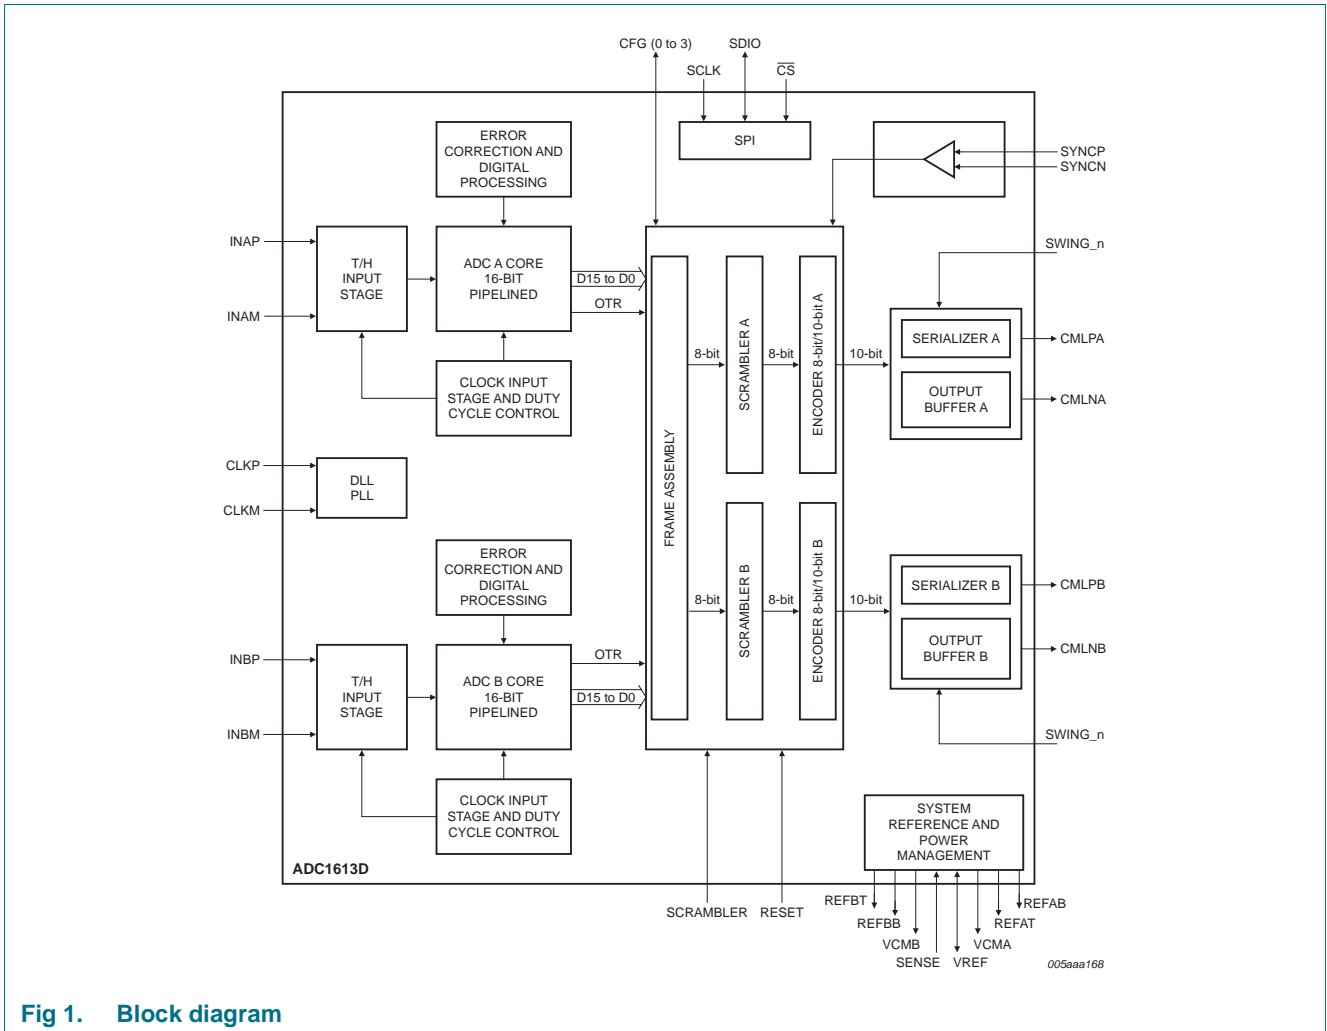 CFG (0 to 3)
SDIO
SCLK
CS
ERROR
CORRECTION AND
DIGITAL
PROCESSING
SPI
SYNCP
SYNCN
INAP
INAM
T/H
INPUT
STAGE
ADC A CORE
16-BIT
PIPELINED
D15 to D0
OTR
CLOCK INPUT
STAGE AND DUTY
CYCLE CONTROL
FRAME ASSEMBLY
8-bit
SCRAMBLER A
8-bit
ENCODER 8-bit/10-bit A
10-bit
SWING_n
SERIALIZER A
OUTPUT
BUFFER A
CMLPA
CMLNA
CLKP
CLKM
DLL
PLL
ERROR
CORRECTION AND
DIGITAL
PROCESSING
INBP
INBM
T/H
INPUT
STAGE
ADC B CORE
16-BIT
PIPELINED
OTR
D15 to D0
CLOCK INPUT
STAGE AND DUTY
CYCLE CONTROL
8-bit
SCRAMBLER B
8-bit
ENCODER 8-bit/10-bit B
10-bit
SERIALIZER B
OUTPUT
BUFFER B
CMLPB
CMLNB
SWING_n
SYSTEM
REFERENCE AND
POWER
MANAGEMENT
ADC1613D
SCRAMBLER
RESET
REFBT
REFBB
VCMB
SENSE
VREF
VCMA
REFAT
REFAB
005aaa168
Fig 1. Block diagram